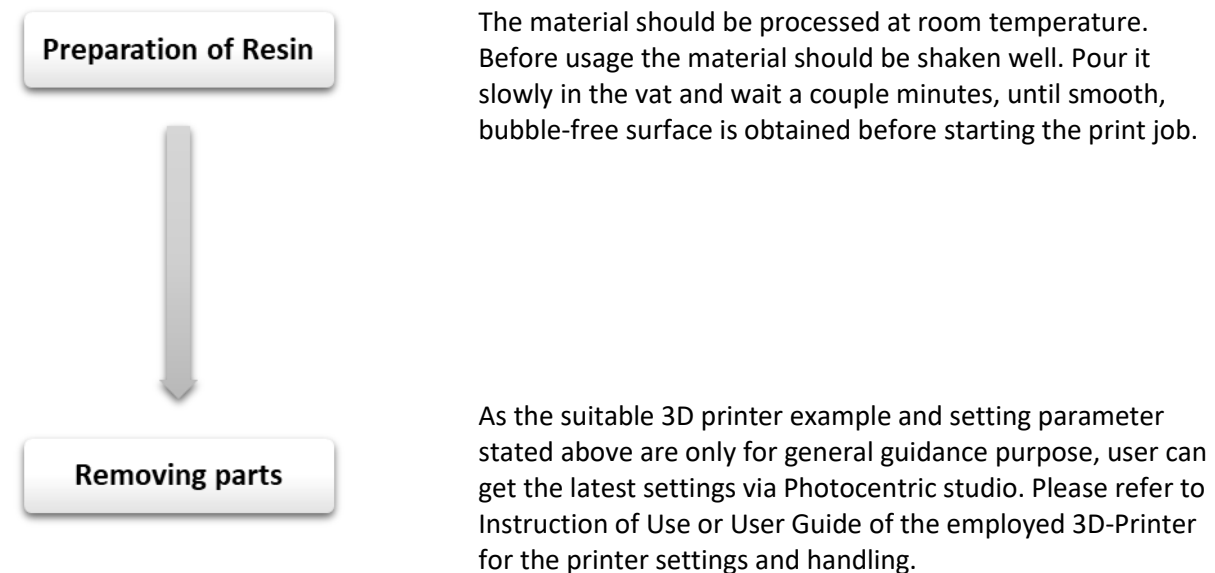 Preparation of Resin
The material should be processed at room temperature.
Before usage the material should be shaken well. Pour it
slowly in the vat and wait a couple minutes, until smooth,
bubble-free surface is obtained before starting the print job.
Removing parts
As the suitable 3D printer example and setting parameter
stated above are only for general guidance purpose, user can
get the latest settings via Photocentric studio. Please refer to
Instruction of Use or User Guide of the employed 3D-Printer
for the printer settings and handling.